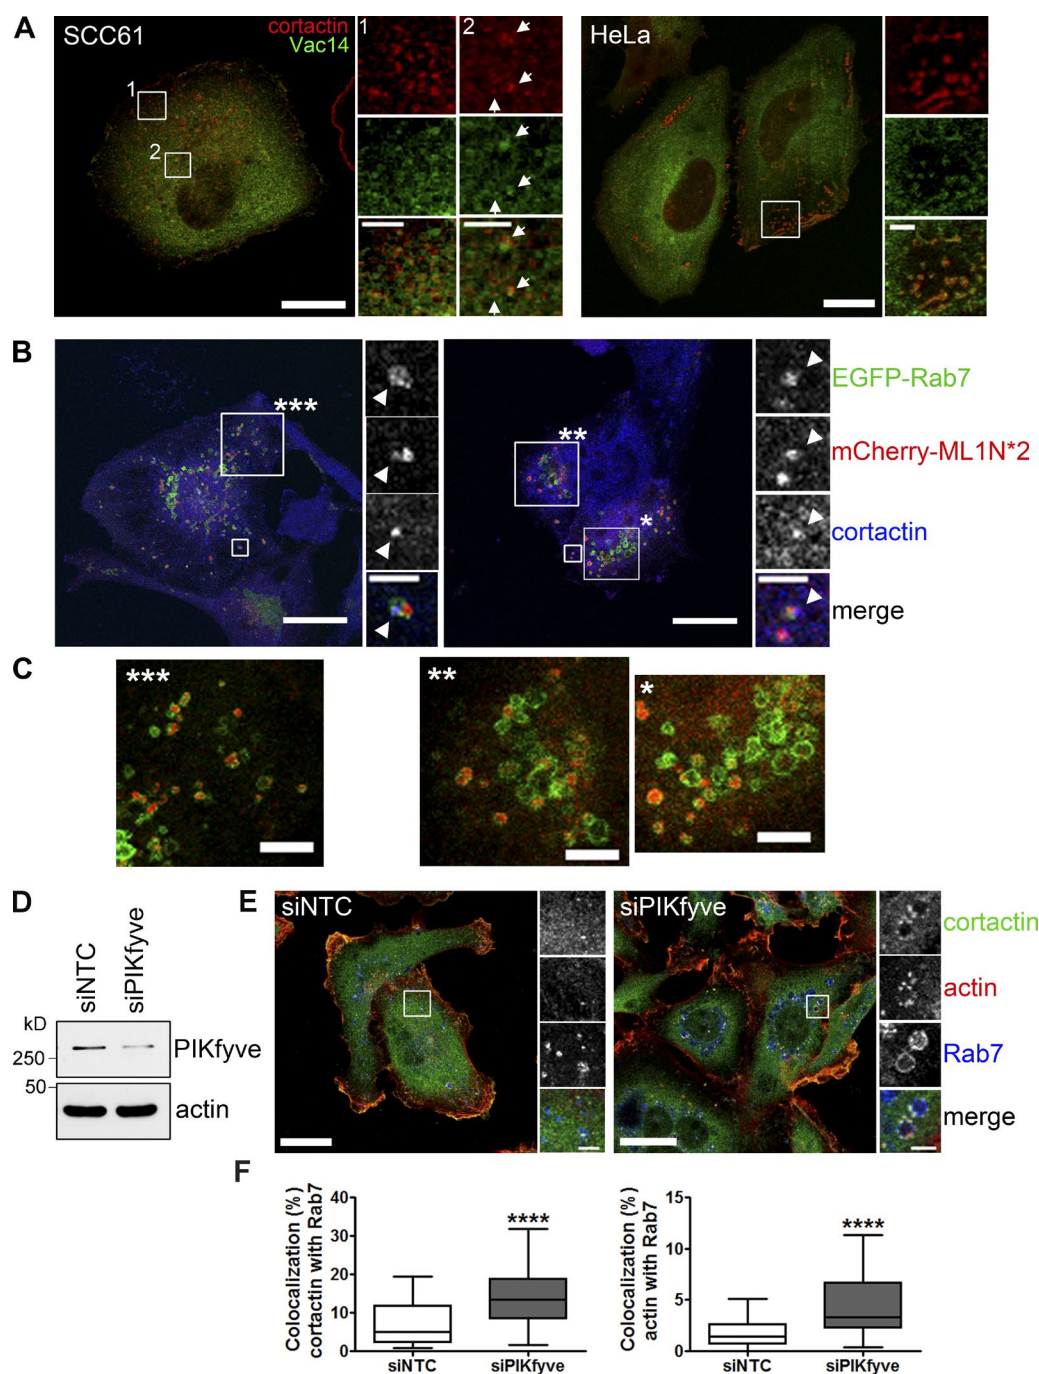 A
SCC61
cortactin
Vac14
1
2
1
2
HeLa
B
***
**
*
EGFP-Rab7
mCherry-ML1N*2
cortactin
merge
C
***
**
*
D
siNTC
siPIKfyve
kD
250
50
PIKfyve
actin
E
siNTC
siPIKfyve
cortactin
actin
Rab7
merge
F
Colocalization (%)
cortactin with Rab7
40
30
20
10
0
****
siNTC
siPIKfyve
Colocalization (%)
actin with Rab7
15
10
5
0
****
siNTC
siPIKfyve